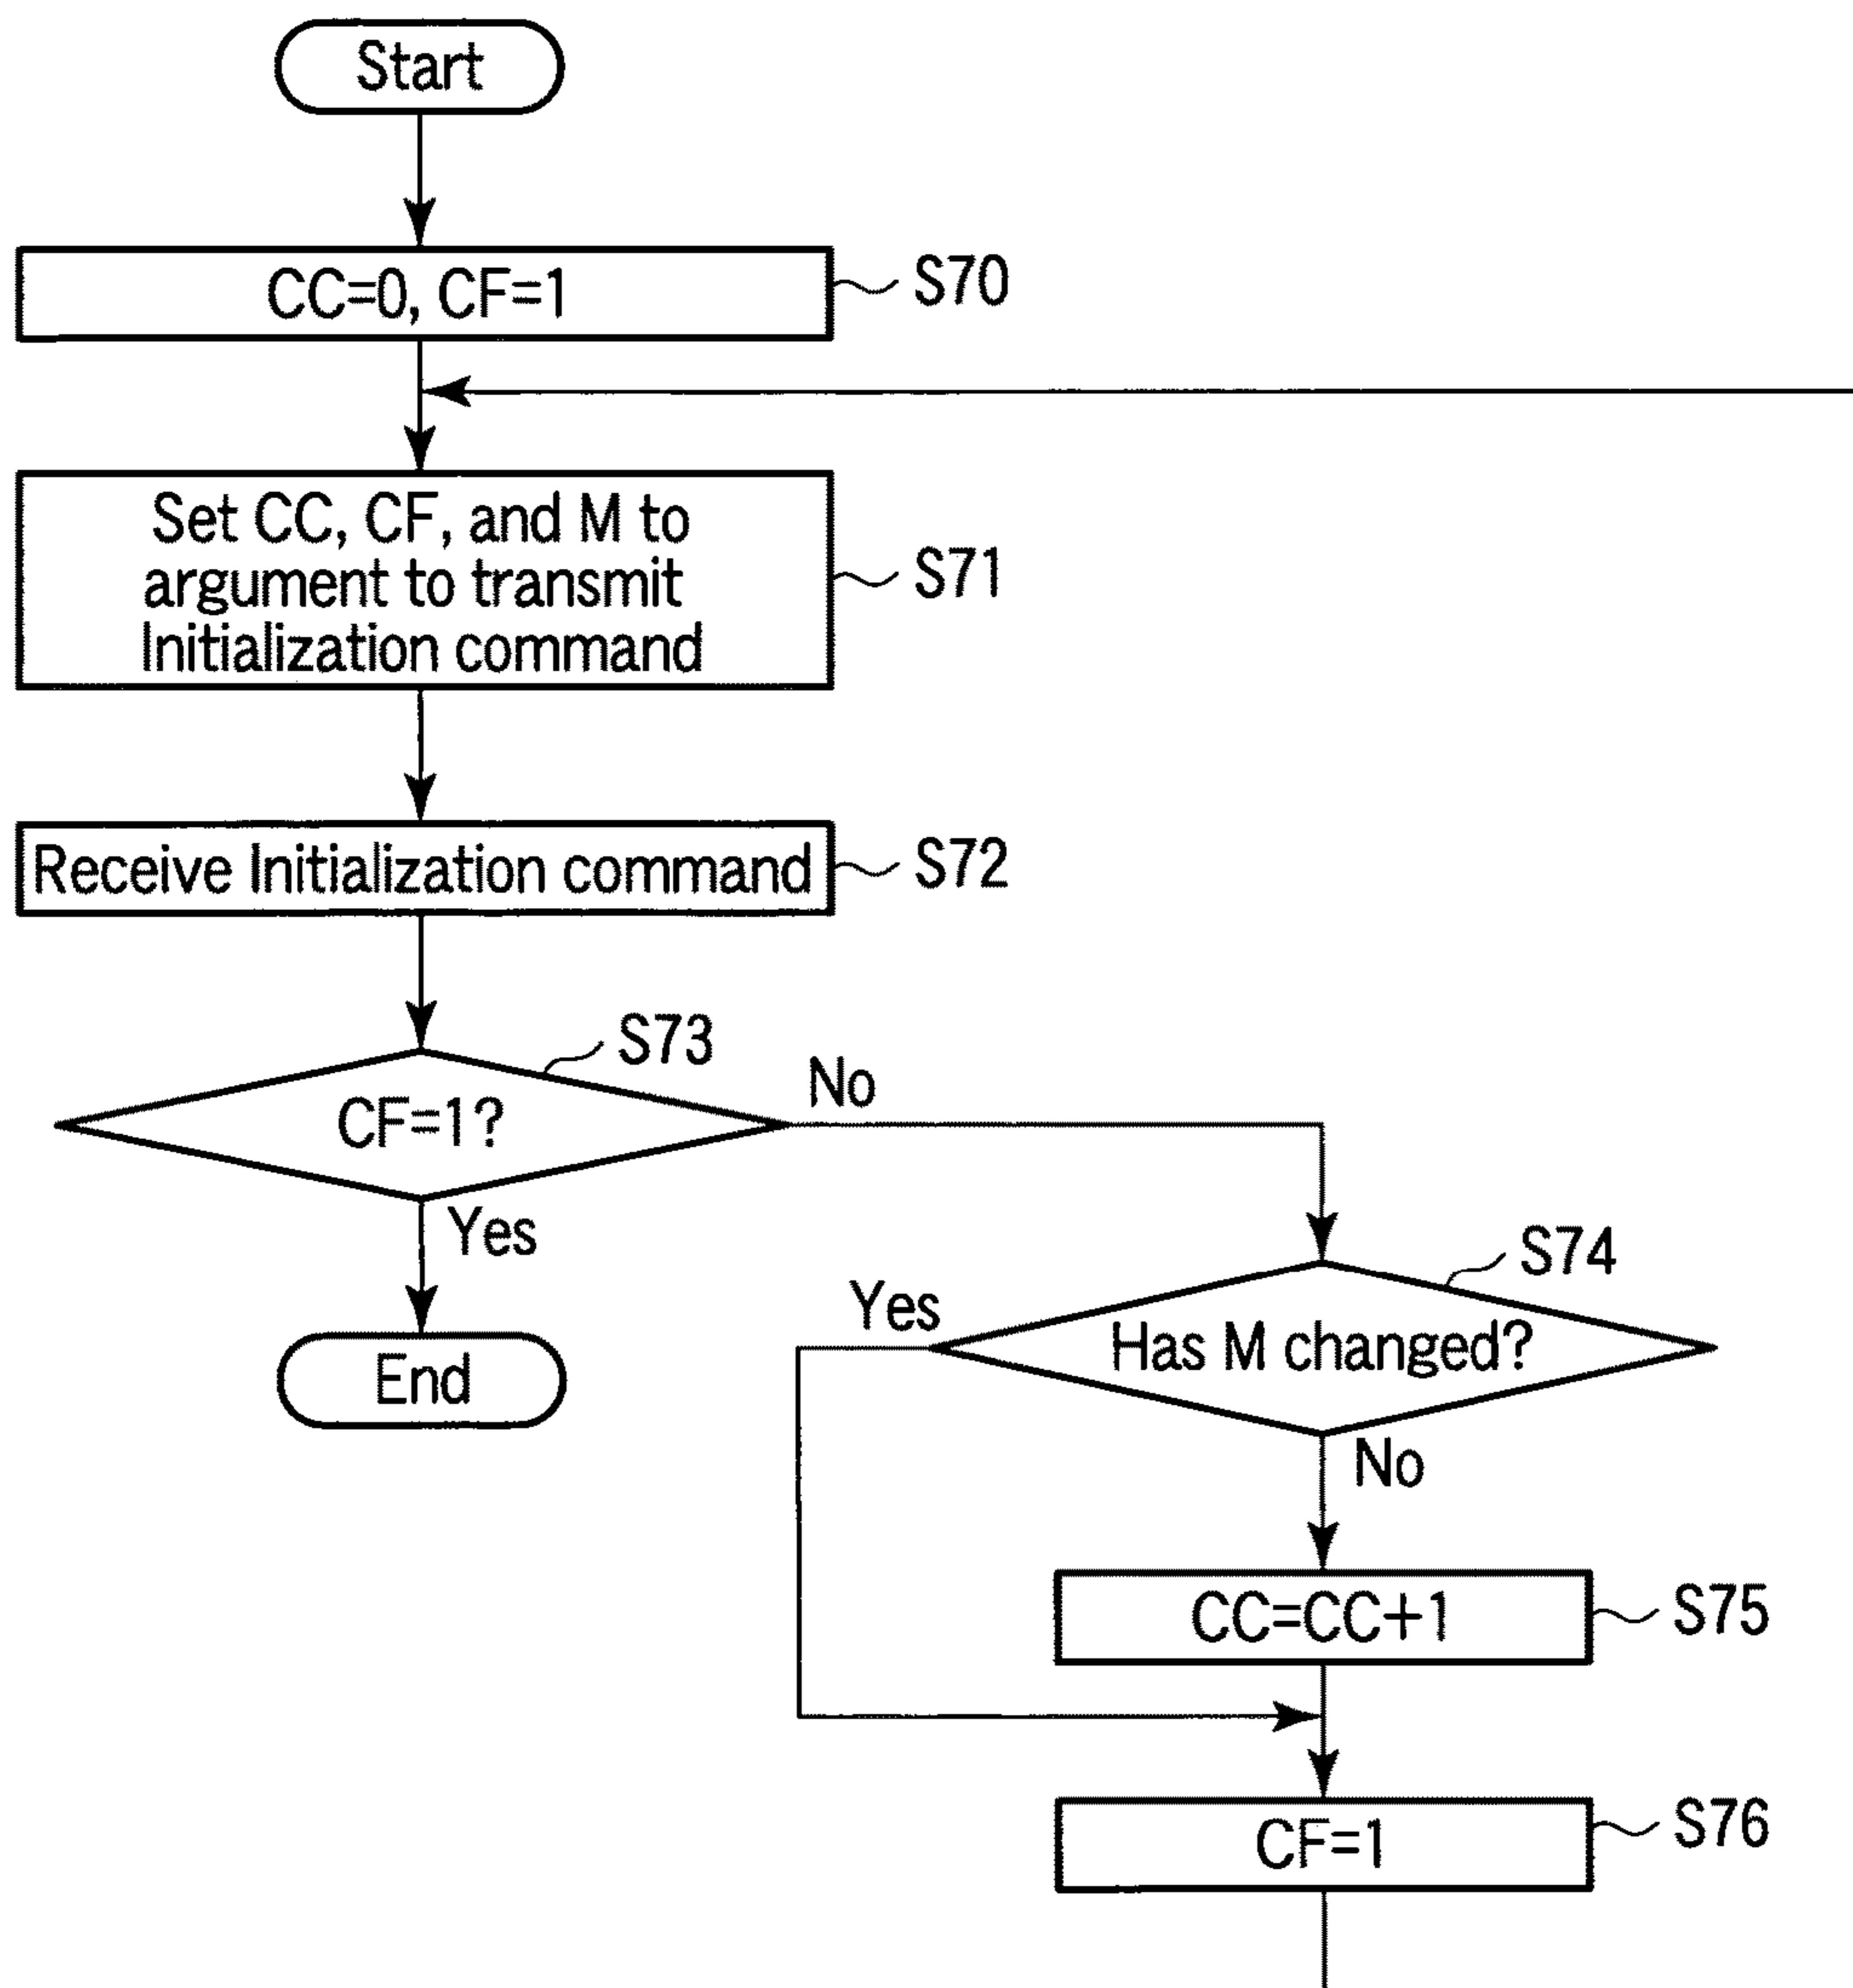 Start
CC=0, CF=1
S70
Set CC, CF, and M to
argument to transmit
Initialization command
S71
Receive Initialization command
S72
S73
CF=1?
No
Yes
End
S74
Yes
Has M changed?
No
CC=CC+1
S75
CF=1
S76